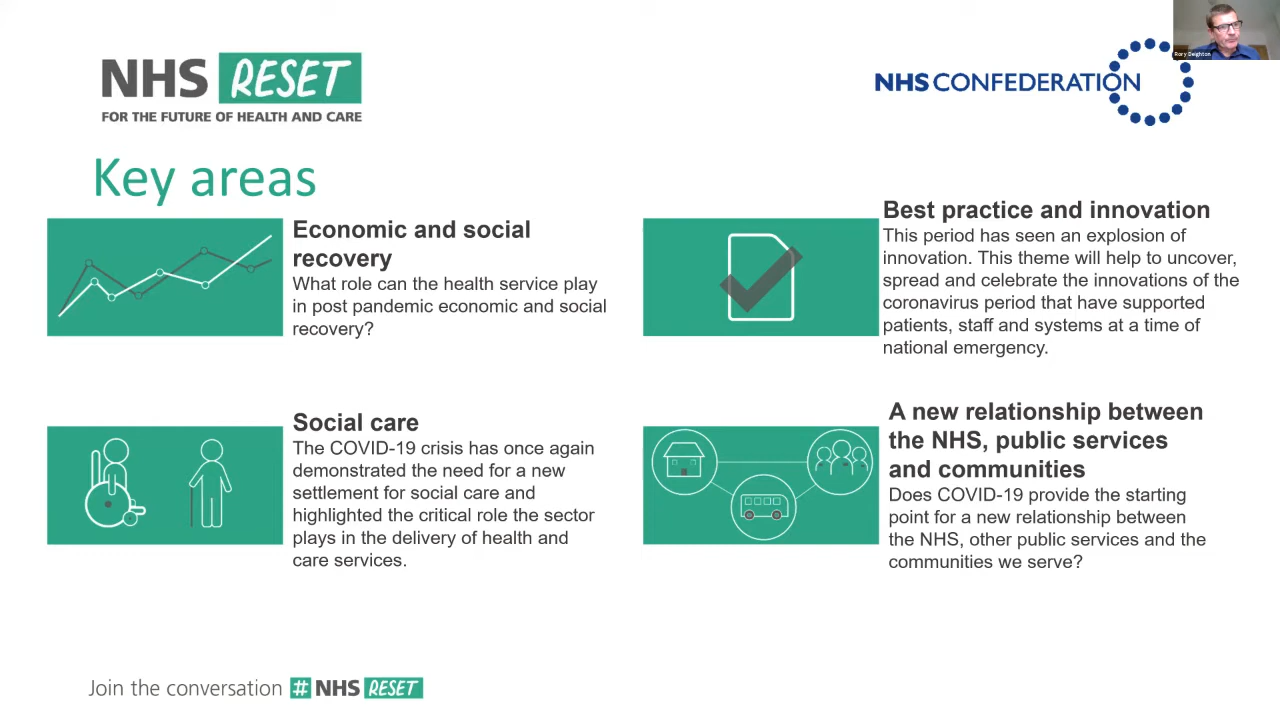 NHS RESET
FOR THE FUTURE OF HEALTH AND CARE
NHS CONFEDERATION
Rory Deighton
Key areas
Economic and social
recovery
What role can the health service play
in post pandemic economic and social
recovery?
Best practice and innovation
This period has seen an explosion of
innovation. This theme will help to uncover,
spread and celebrate the innovations of the
coronavirus period that have supported
patients, staff and systems at a time of
national emergency.
Social care
The COVID-19 crisis has once again
demonstrated the need for a new
settlement for social care and
highlighted the critical role the sector
plays in the delivery of health and
care services.
A new relationship between
the NHS, public services
and communities
Does COVID-19 provide the starting
point for a new relationship between
the NHS, other public services and the
communities we serve?
Join the conversation # NHS RESET